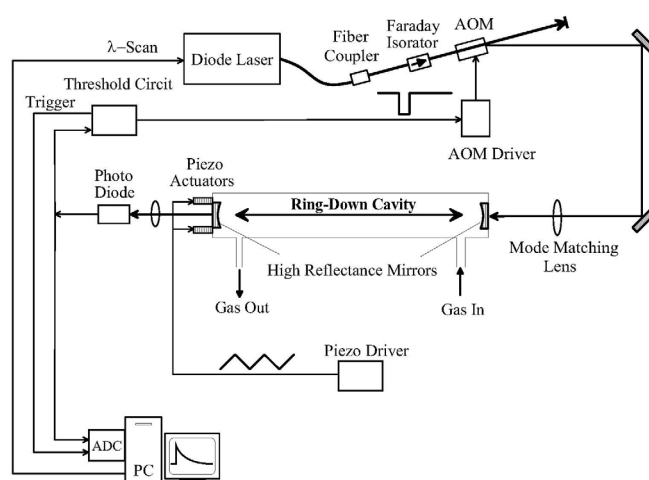 λ–Scan
Diode Laser
Fiber
Coupler
Faraday
Isorator
AOM
Threshold Circit
Trigger
AOM Driver
Photo
Diode
Piezo
Actuators
Ring-Down Cavity
Mode Matching
Lens
High Reflectance Mirrors
Gas Out
Gas In
Piezo Driver
ADC
PC